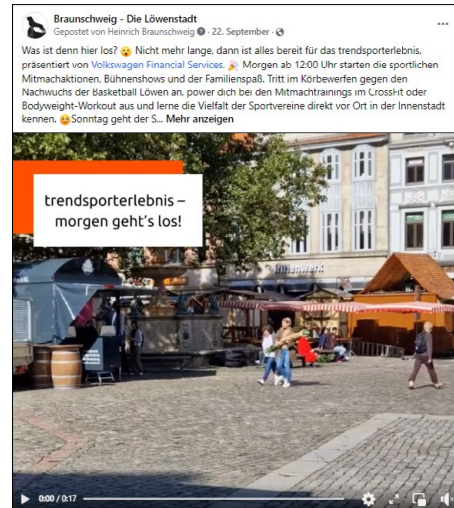 Braunschweig - Die Löwenstadt
Gepostet von Heinrich Braunschweig · 22. September ·
Was ist denn hier los? 😯 Nicht mehr lange, dann ist alles bereit für das trendsporterlebnis,
präsentiert von Volkswagen Financial Services. 🎉 Morgen ab 12:00 Uhr starten die sportlichen
Mitmachaktionen, Bühnenshows und der Familienspaß. Tritt im Körbewerfen gegen den
Nachwuchs der Basketball Löwen an, power dich bei den Mitmachtrainings im CrossFit oder
Bodyweight-Workout aus und lerne die Vielfalt der Sportvereine direkt vor Ort in der Innenstadt
kennen. 😊Sonntag geht der S... Mehr anzeigen
trendsporterlebnis –
morgen geht's los!
Innenwerk
0:00 / 0:17